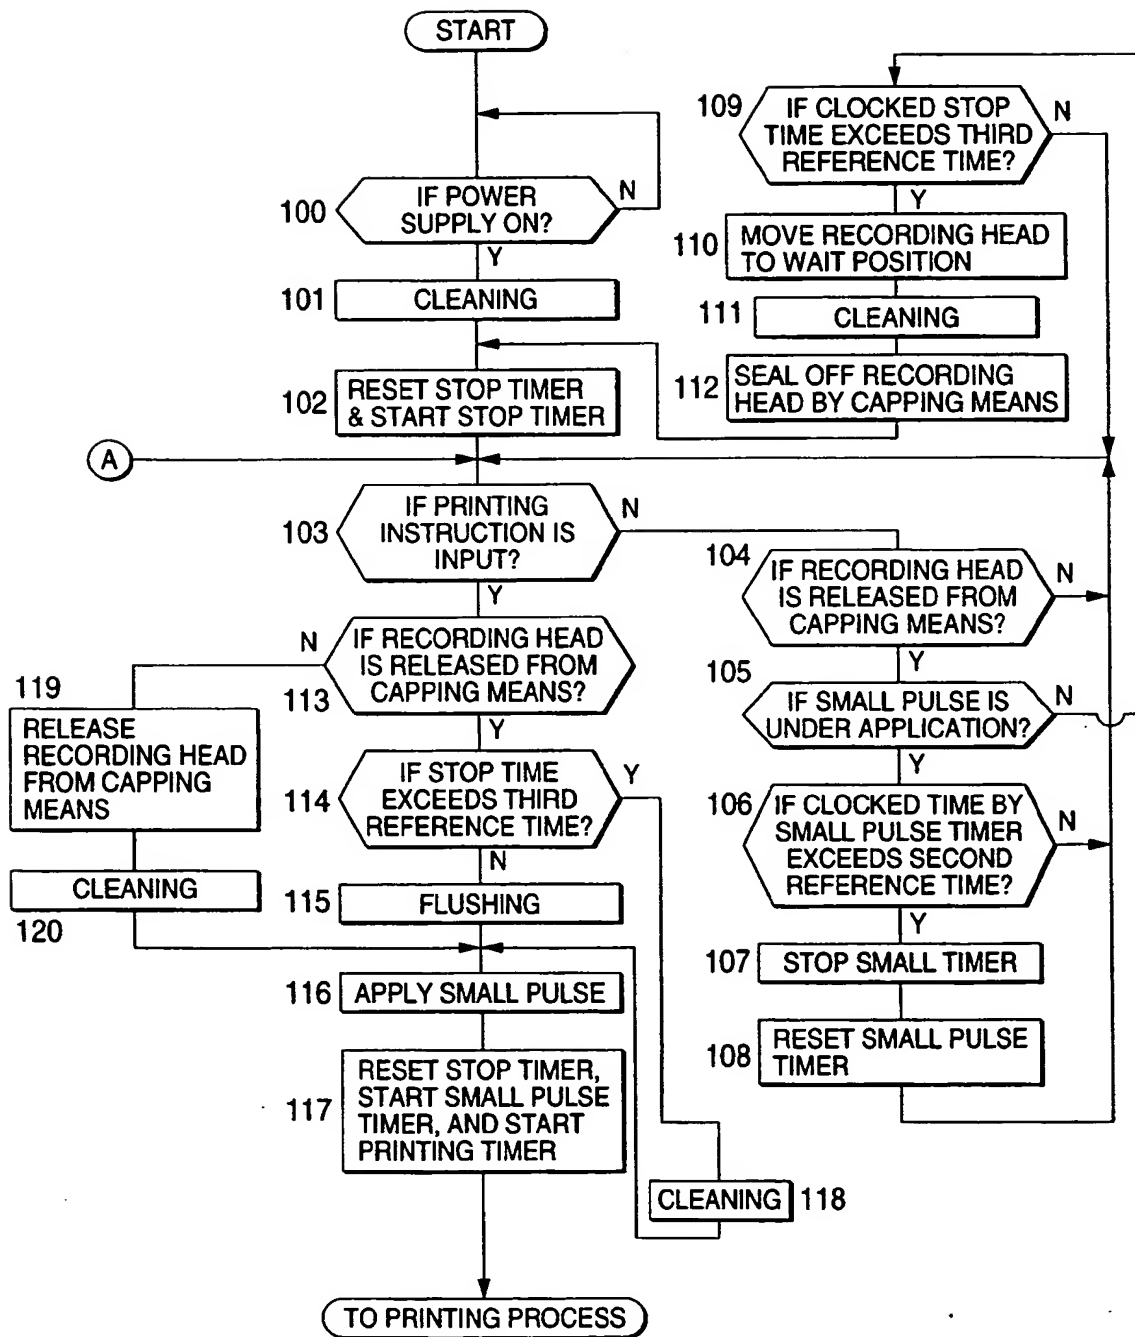 START
100
IF POWER
SUPPLY ON?
N
Y
101
CLEANING
102
RESET STOP TIMER
& START STOP TIMER
A
103
IF PRINTING
INSTRUCTION IS
INPUT?
N
Y
104
IF RECORDING HEAD
IS RELEASED FROM
CAPPING MEANS?
N
Y
105
IF SMALL PULSE IS
UNDER APPLICATION?
N
Y
106
IF CLOCKED TIME BY
SMALL PULSE TIMER
EXCEEDS SECOND
REFERENCE TIME?
N
Y
107
STOP SMALL TIMER
108
RESET SMALL PULSE
TIMER
109
IF CLOCKED STOP
TIME EXCEEDS THIRD
REFERENCE TIME?
N
Y
110
MOVE RECORDING HEAD
TO WAIT POSITION
111
CLEANING
112
SEAL OFF RECORDING
HEAD BY CAPPING MEANS
113
IF RECORDING HEAD
IS RELEASED FROM
CAPPING MEANS?
N
Y
114
IF STOP TIME
EXCEEDS THIRD
REFERENCE TIME?
Y
N
115
FLUSHING
116
APPLY SMALL PULSE
117
RESET STOP TIMER,
START SMALL PULSE
TIMER, AND START
PRINTING TIMER
CLEANING
118
119
RELEASE
RECORDING HEAD
FROM CAPPING
MEANS
CLEANING
120
TO PRINTING PROCESS